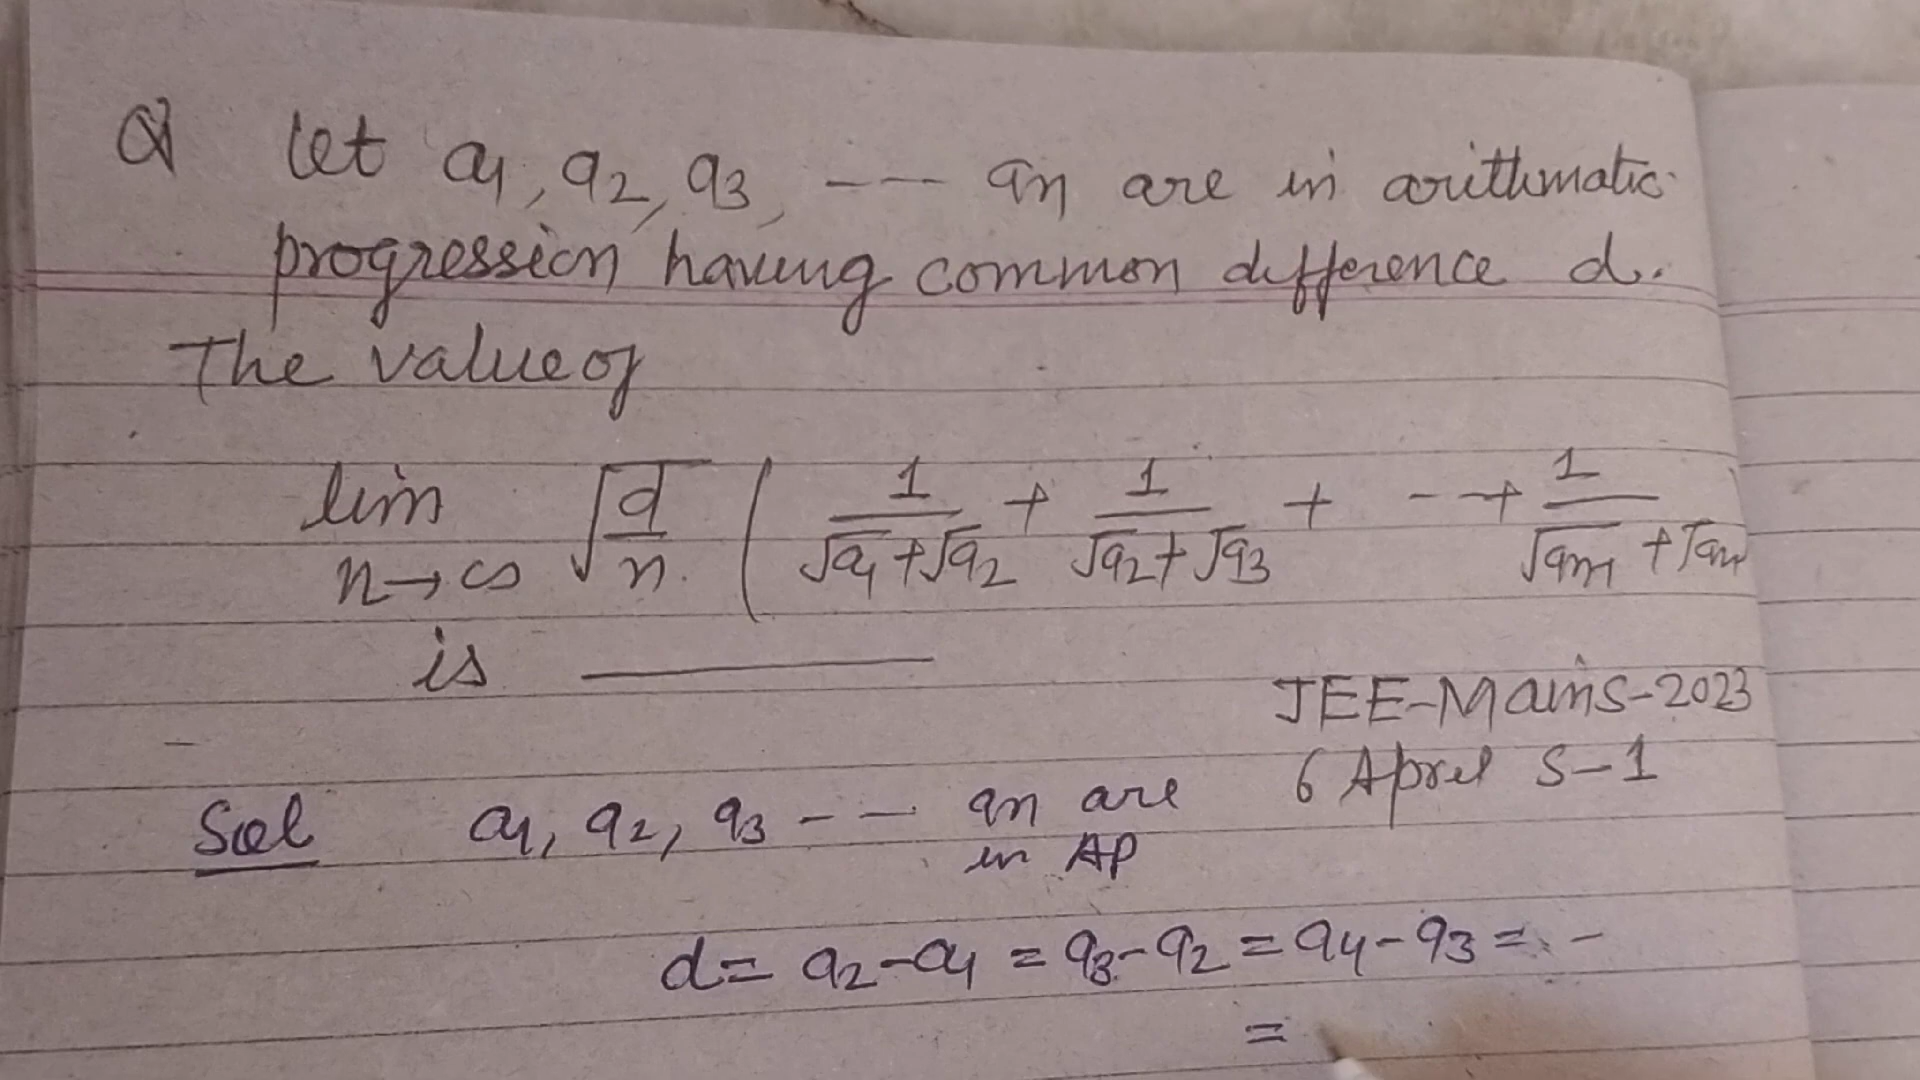 Q Let a1, a2, a3, --- an are in arithmatic
progression having common difference d.
The value of
lim n→∞ √(d/n) ( 1/(√a1+√a2) + 1/(√a2+√a3) + --+ 1/(√an-1 +√an)
is ______
JEE-Mains-2023
6 April S-1
Sol a1, a2, a3 --- an are
in AP
d = a2-a1 = a3-a2 = a4-a3 = --
=